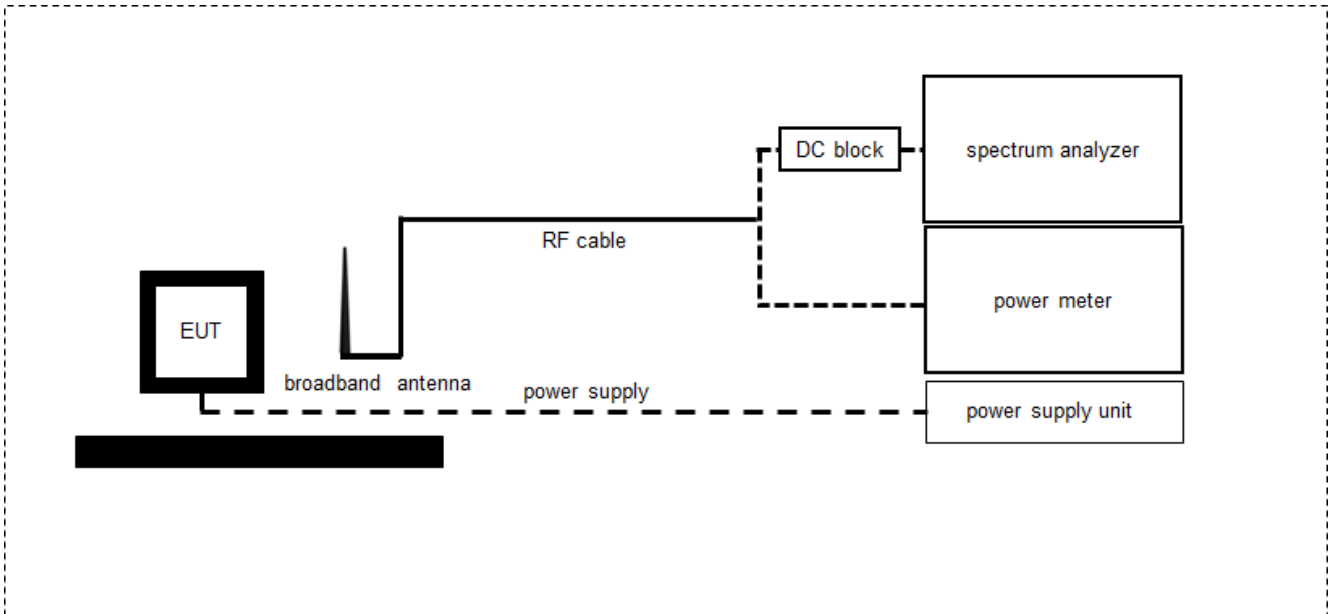 DC block
spectrum analyzer
RF cable
power meter
EUT
broadband antenna
power supply
power supply unit